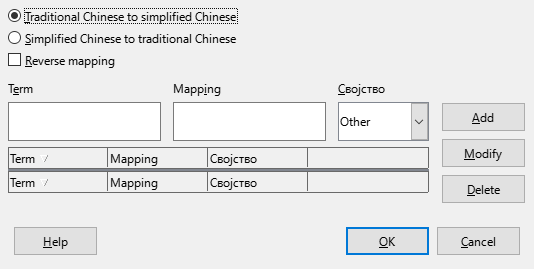 Traditional Chinese to simplified Chinese
Simplified Chinese to traditional Chinese
Reverse mapping
Term Mapping Својство
Other
Add
Term / Mapping Својство
Modify
Term / Mapping Својство
Delete
Help OK Cancel